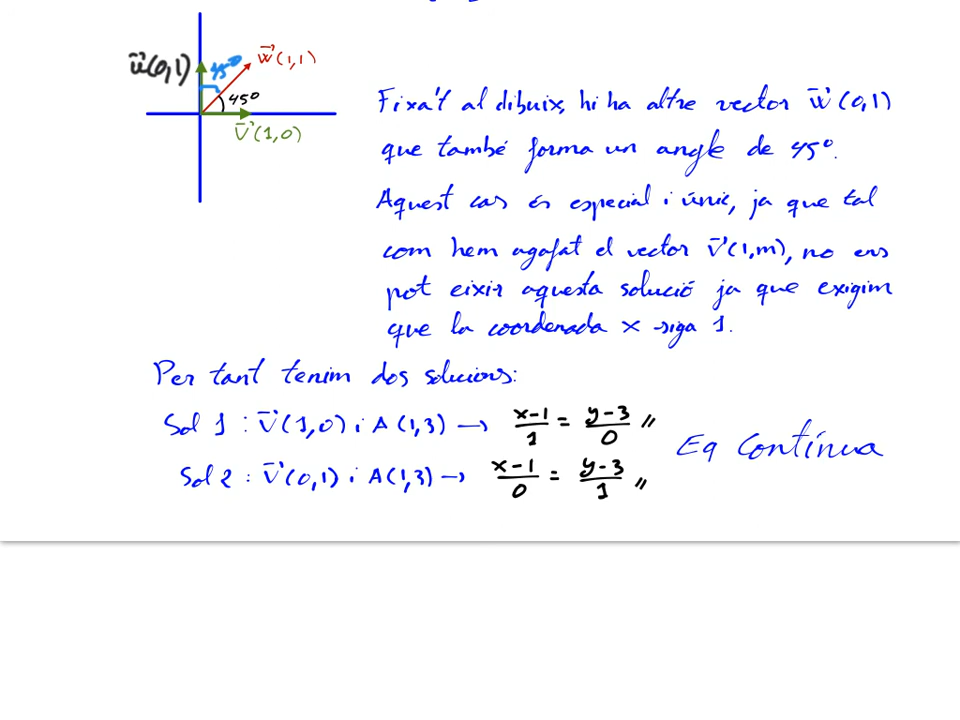 u⃗(0,1) 45º w⃗(1,1)
45º
v⃗(1,0)
Fixa't al dibuix, hi ha altre vector w⃗(0,1)
que també forma un angle de 45º.
Aquest cas és especial i únic, ja que tal
com hem agafat el vector v⃗(1,m), no ens
pot eixir aquesta solució ja que exigim
que la coordenada x siga 1.
Per tant tenim dos solucions:
Sol 1 : v⃗(1,0) i A(1,3) → x-1/1 = y-3/0 //
Eq Contínua
Sol 2 : v⃗(0,1) i A(1,3) → x-1/0 = y-3/1 //